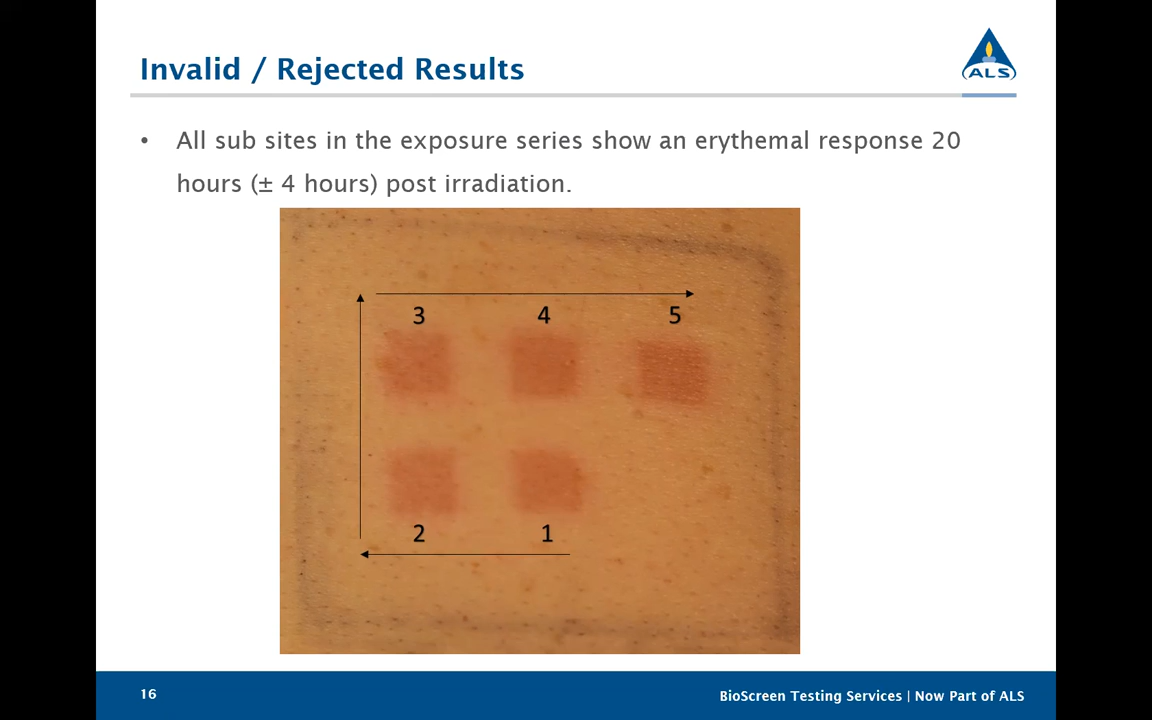 Invalid / Rejected Results
ALS
• All sub sites in the exposure series show an erythemal response 20
hours (± 4 hours) post irradiation.
3 4 5
2 1
16
BioScreen Testing Services | Now Part of ALS